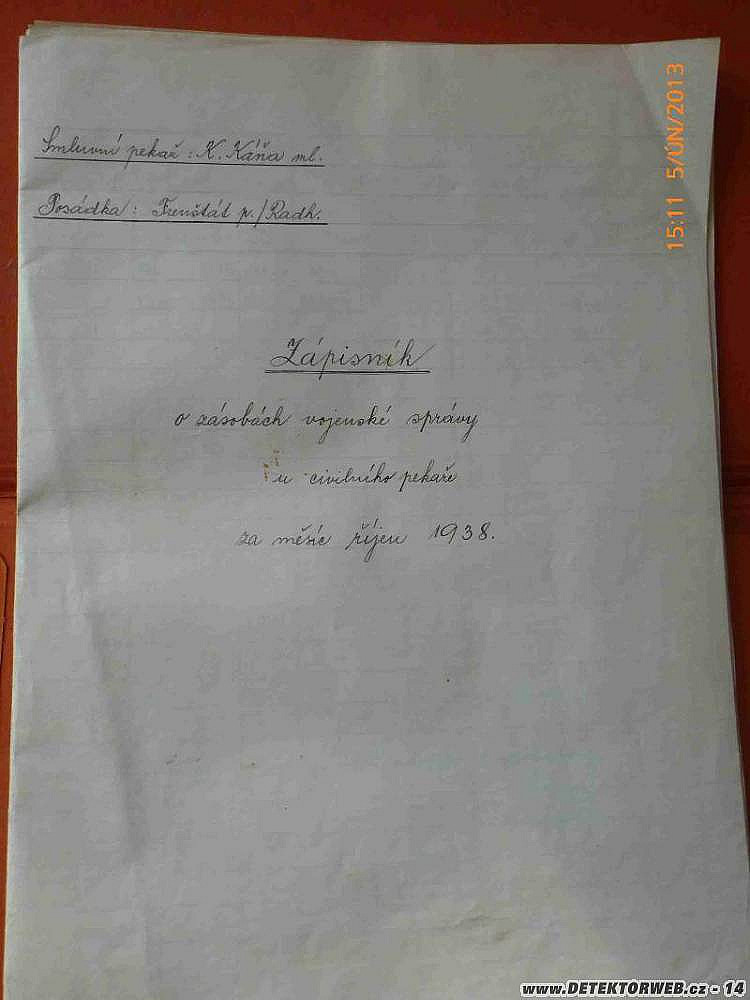 Smluvní pekař: K. Káňa ml.
Posádka: Frenštát p./Radh.
Zápisník
o zásobách vojenské správy
u civilního pekaře
za měsíc říjen 1938.
15:11 5/ÚN/2013
www.DETEKTORWEB.cz - 14